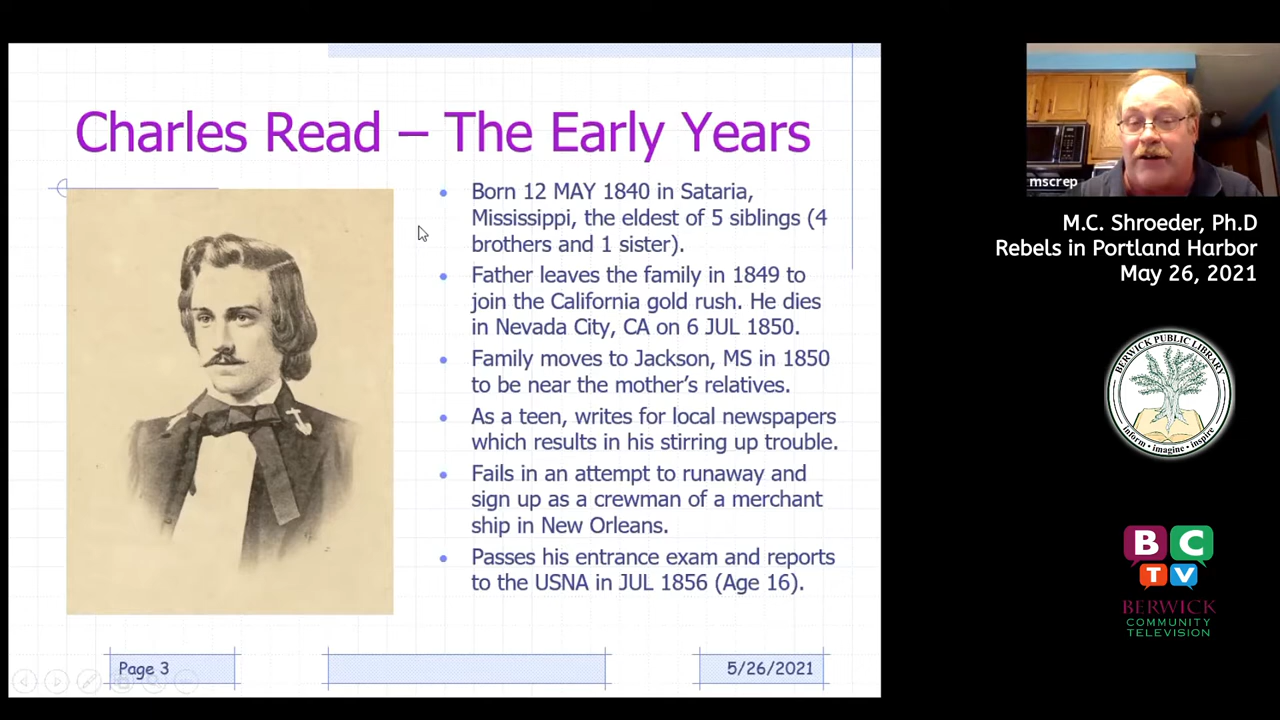 Charles Read – The Early Years
• Born 12 MAY 1840 in Sataria,
Mississippi, the eldest of 5 siblings (4
brothers and 1 sister).
• Father leaves the family in 1849 to
join the California gold rush. He dies
in Nevada City, CA on 6 JUL 1850.
• Family moves to Jackson, MS in 1850
to be near the mother’s relatives.
• As a teen, writes for local newspapers
which results in his stirring up trouble.
• Fails in an attempt to runaway and
sign up as a crewman of a merchant
ship in New Orleans.
• Passes his entrance exam and reports
to the USNA in JUL 1856 (Age 16).
Page 3
5/26/2021
mscrep
M.C. Shroeder, Ph.D
Rebels in Portland Harbor
May 26, 2021
BERWICK PUBLIC LIBRARY
inform • imagine • inspire
BC
TV
BERWICK
COMMUNITY
TELEVISION